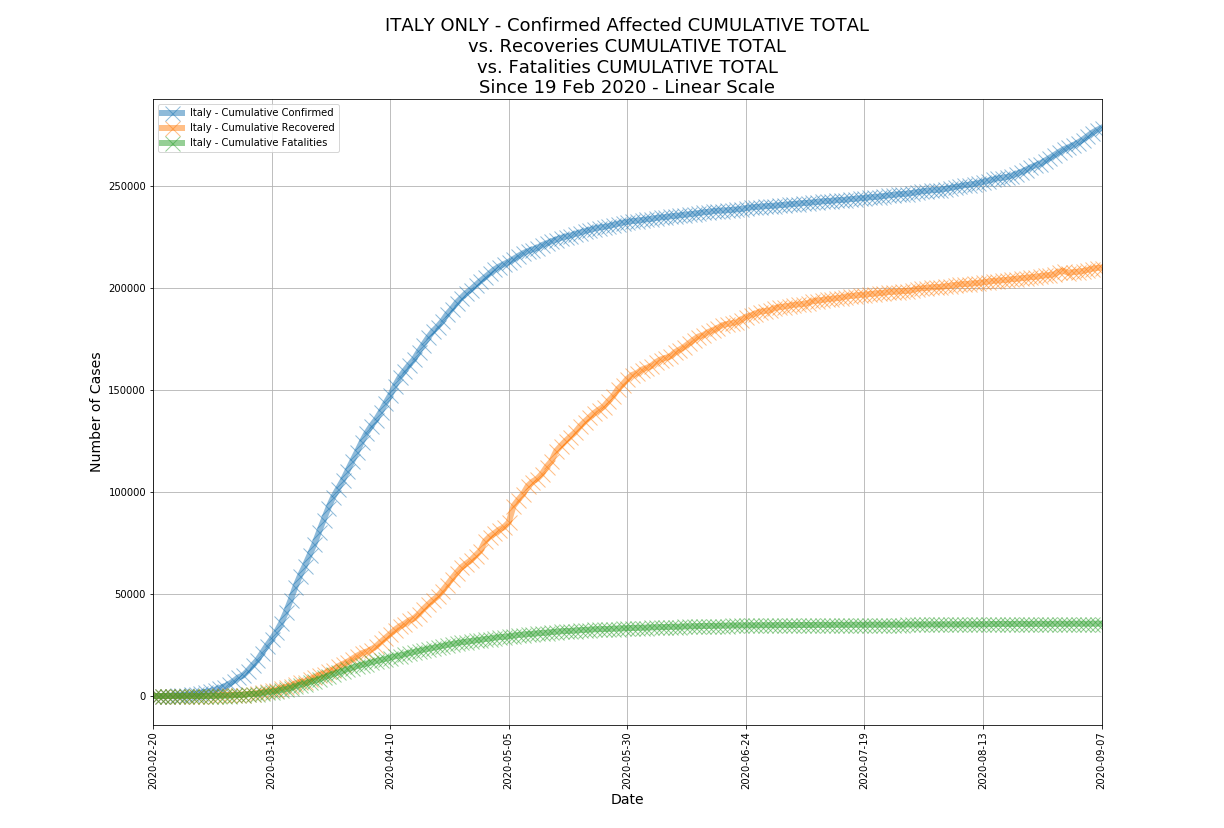 ITALY ONLY - Confirmed Affected CUMULATIVE TOTAL
vs. Recoveries CUMULATIVE TOTAL
vs. Fatalities CUMULATIVE TOTAL
Since 19 Feb 2020 - Linear Scale
Italy - Cumulative Confirmed
Italy - Cumulative Recovered
Italy - Cumulative Fatalities
Number of Cases
250000
200000
150000
100000
50000
0
2020-02-20
2020-03-16
2020-04-10
2020-05-05
2020-05-30
2020-06-24
2020-07-19
2020-08-13
2020-09-07
Date